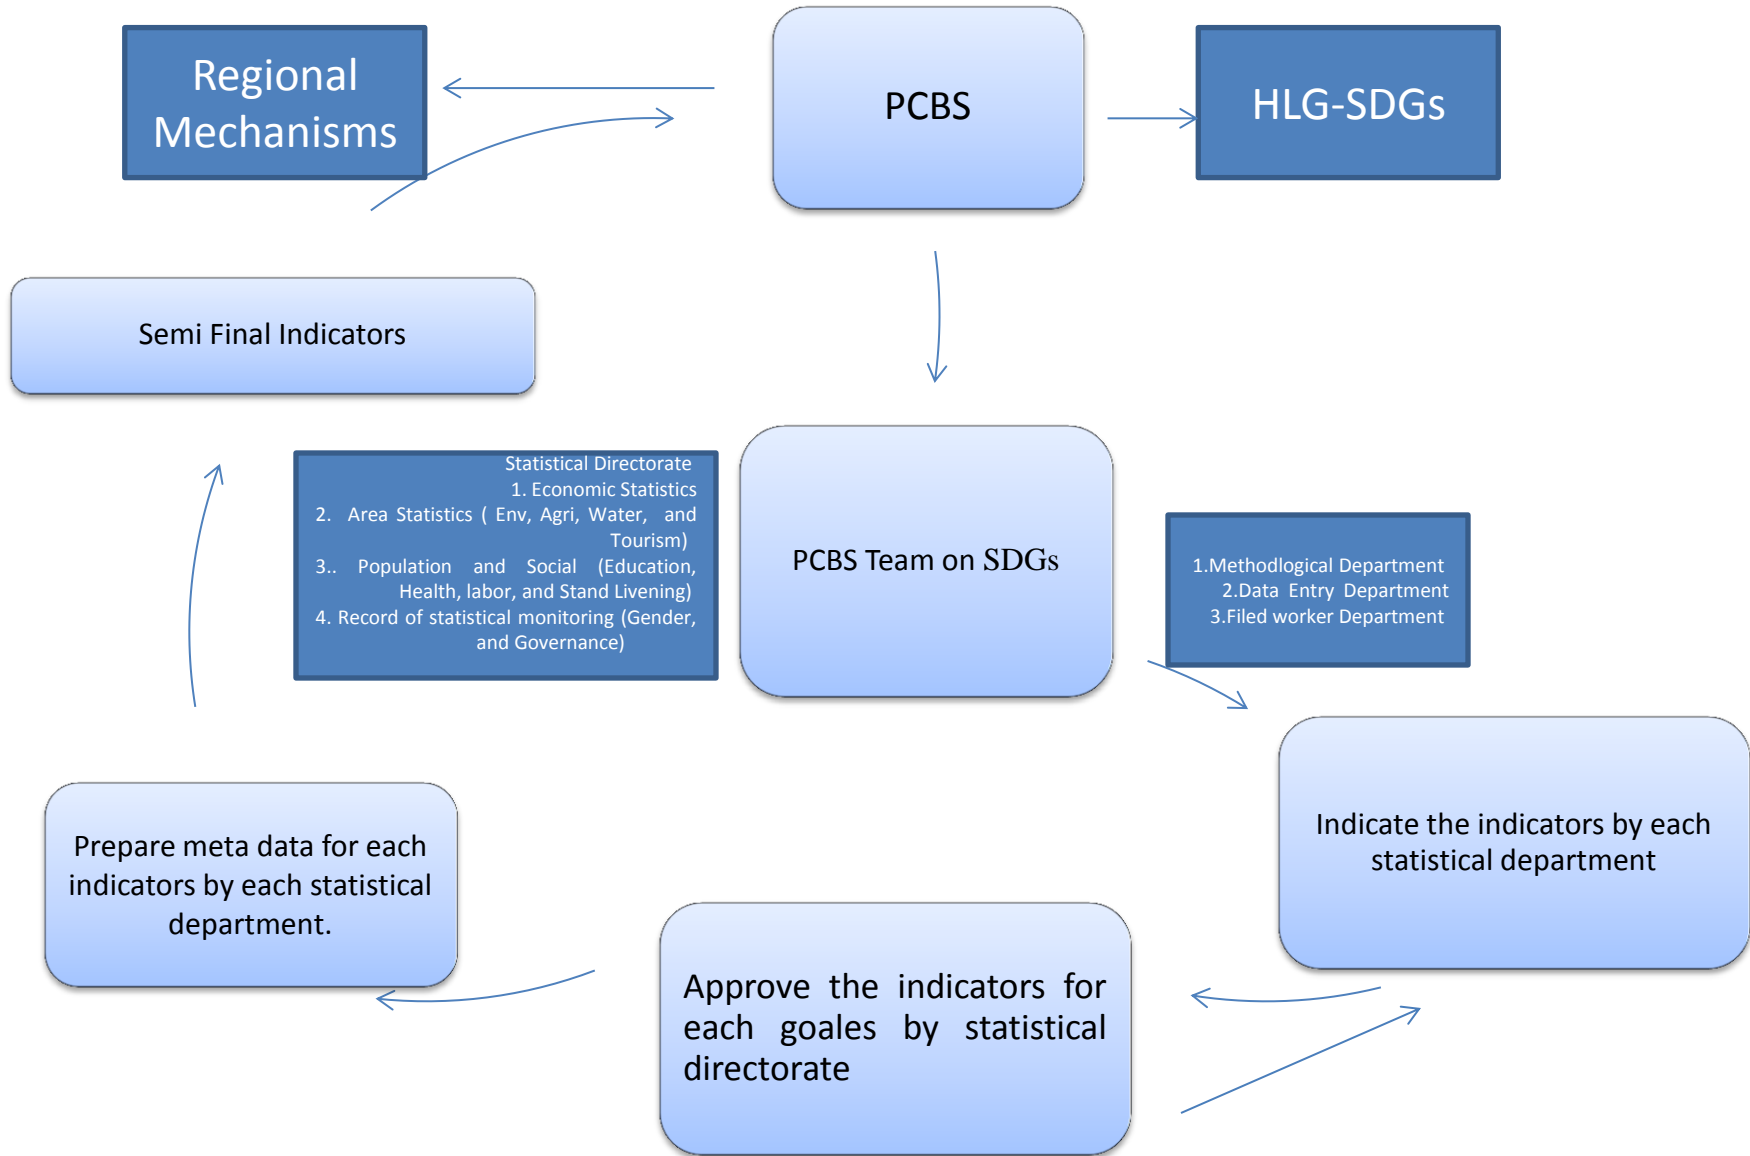 Regional
Mechanisms
PCBS
HLG-SDGs
Semi Final Indicators
Statistical Directorate
1. Economic Statistics
2. Area Statistics ( Env, Agri, Water, and
Tourism)
3.. Population and Social (Education,
Health, labor, and Stand Livening)
4. Record of statistical monitoring (Gender,
and Governance)
PCBS Team on SDGs
1.Methodlogical Department
2.Data Entry Department
3.Filed worker Department
Prepare meta data for each
indicators by each statistical
department.
Indicate the indicators by each
statistical department
Approve the indicators for
each goales by statistical
directorate